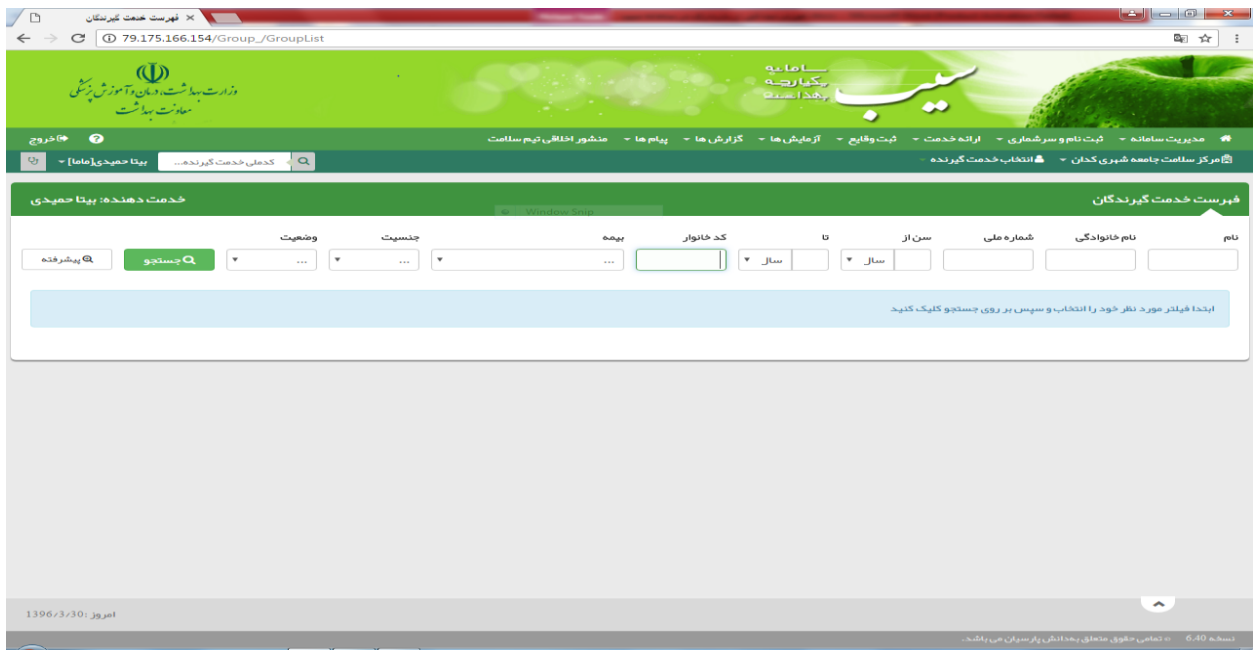 فهرست خدمت گیرندگان
79.175.166.154/Group_/GroupList
وزارت بهداشت، درمان و آموزش پزشکی
معاونت بهداشت
سامانه
یکپارچه
بهداشت
سیب
مدیریت سامانه ثبت نام و سرشماری ارائه خدمت ثبت وقایع آزمایش ها گزارش ها پیام ها منشور اخلاقی تیم سلامت ? خروج
مرکز سلامت جامعه شهری کدان انتخاب خدمت گیرنده کدملی خدمت گیرنده... بیتا حمیدی[ماما]
فهرست خدمت گیرندگان خدمت دهنده: بیتا حمیدی
Window Snip
نام نام خانوادگی شماره ملی سن از تا کد خانوار بیمه جنسیت وضعیت
سال سال ... ... ... جستجو پیشرفته
ابتدا فیلتر مورد نظر خود را انتخاب و سپس بر روی جستجو کلیک کنید
امروز :1396/3/30
نسخه 6.40 © تمامی حقوق متعلق به دانش پارسیان می باشد.